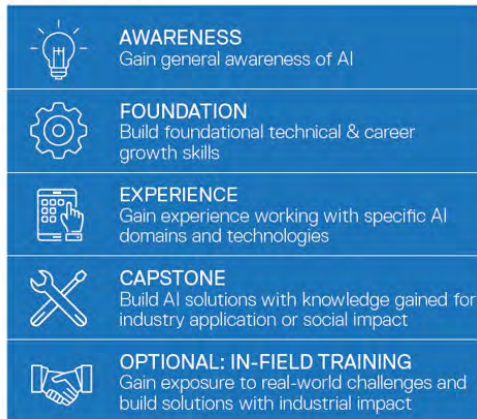 AWARENESS
Gain general awareness of AI
FOUNDATION
Build foundational technical & career
growth skills
EXPERIENCE
Gain experience working with specific AI
domains and technologies
CAPSTONE
Build AI solutions with knowledge gained for
industry application or social impact
OPTIONAL: IN-FIELD TRAINING
Gain exposure to real-world challenges and
build solutions with industrial impact